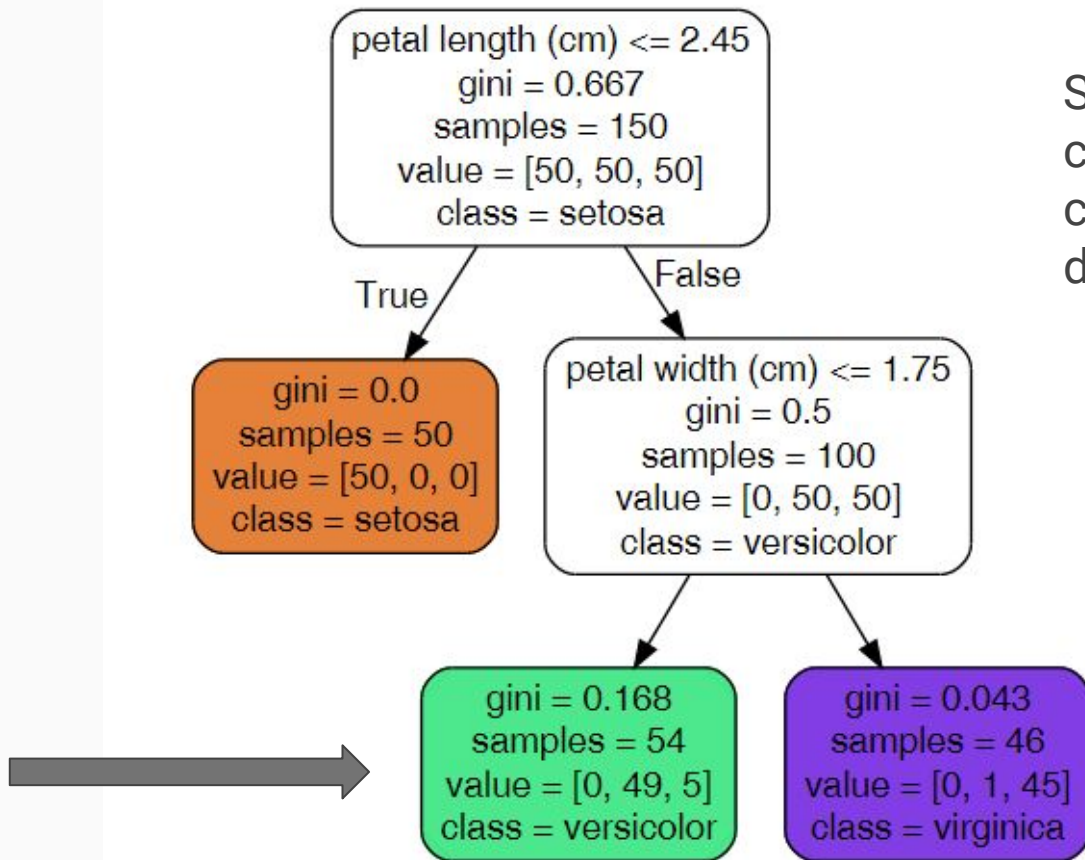 petal length (cm) <= 2.45
gini = 0.667
samples = 150
value = [50, 50, 50]
class = setosa
S
c
c
d
True
False
gini = 0.0
samples = 50
value = [50, 0, 0]
class = setosa
petal width (cm) <= 1.75
gini = 0.5
samples = 100
value = [0, 50, 50]
class = versicolor
gini = 0.168
samples = 54
value = [0, 49, 5]
class = versicolor
gini = 0.043
samples = 46
value = [0, 1, 45]
class = virginica